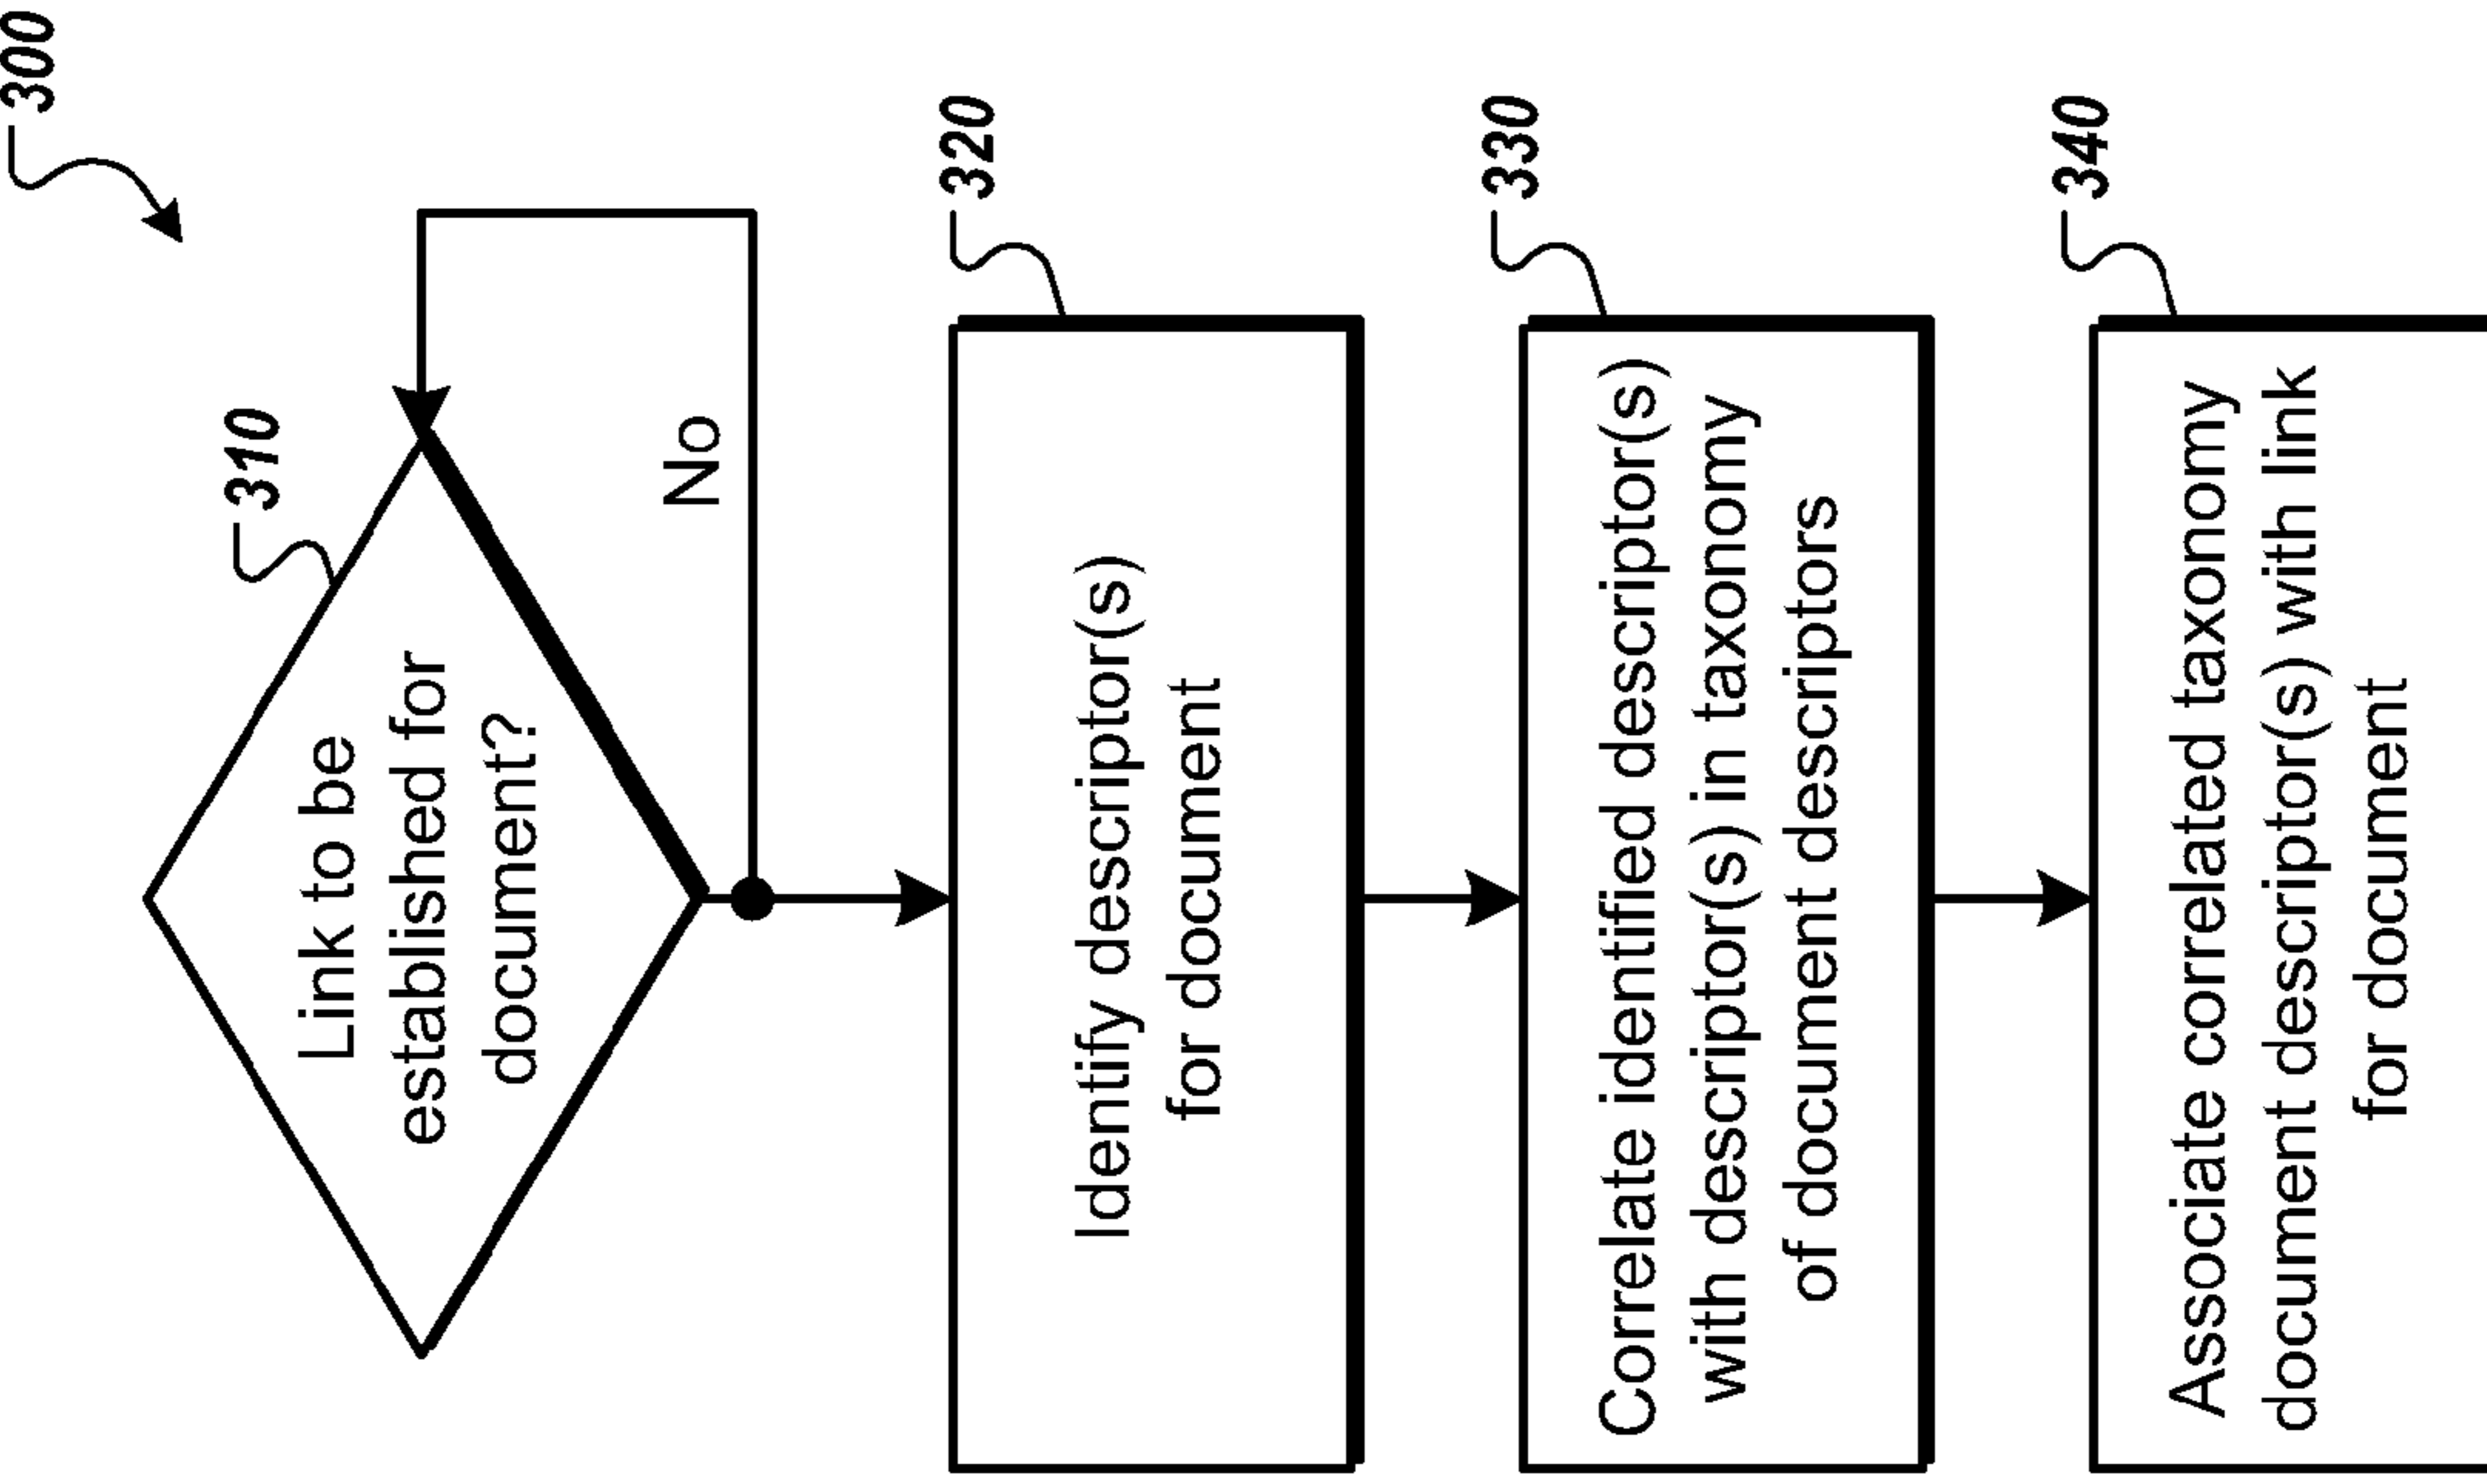 300
310
Link to be
established for
document?
No
320
Identify descriptor(s)
for document
330
Correlate identified descriptor(s)
with descriptor(s) in taxonomy
of document descriptors
340
Associate correlated taxonomy
document descriptor(s) with link
for document